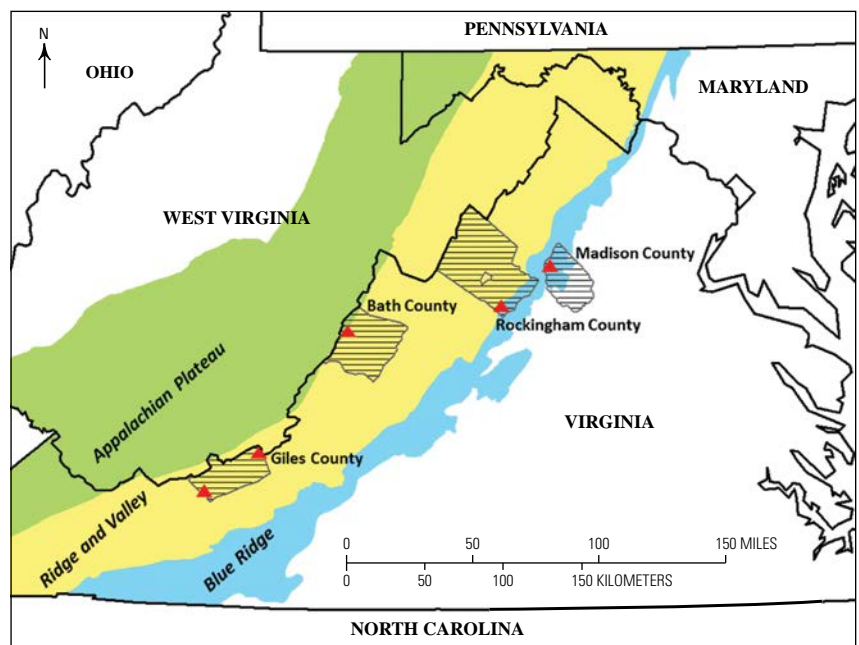 PENNSYLVANIA
N
OHIO
MARYLAND
WEST VIRGINIA
Madison County
Bath County
Rockingham County
Appalachian Plateau
VIRGINIA
Giles County
Ridge and Valley
Blue Ridge
0 50 100 150 MILES
0 50 100 150 KILOMETERS
NORTH CAROLINA